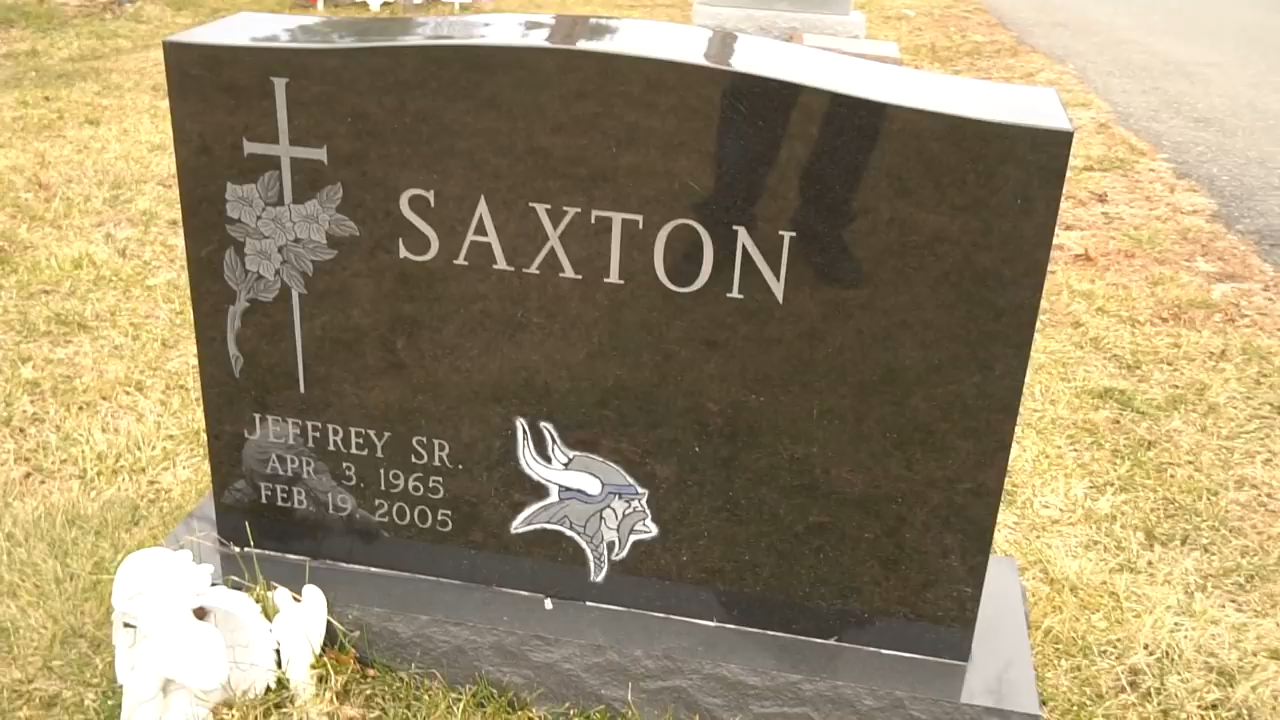 SAXTON
JEFFREY SR.
APR. 3, 1965
FEB. 19, 2005